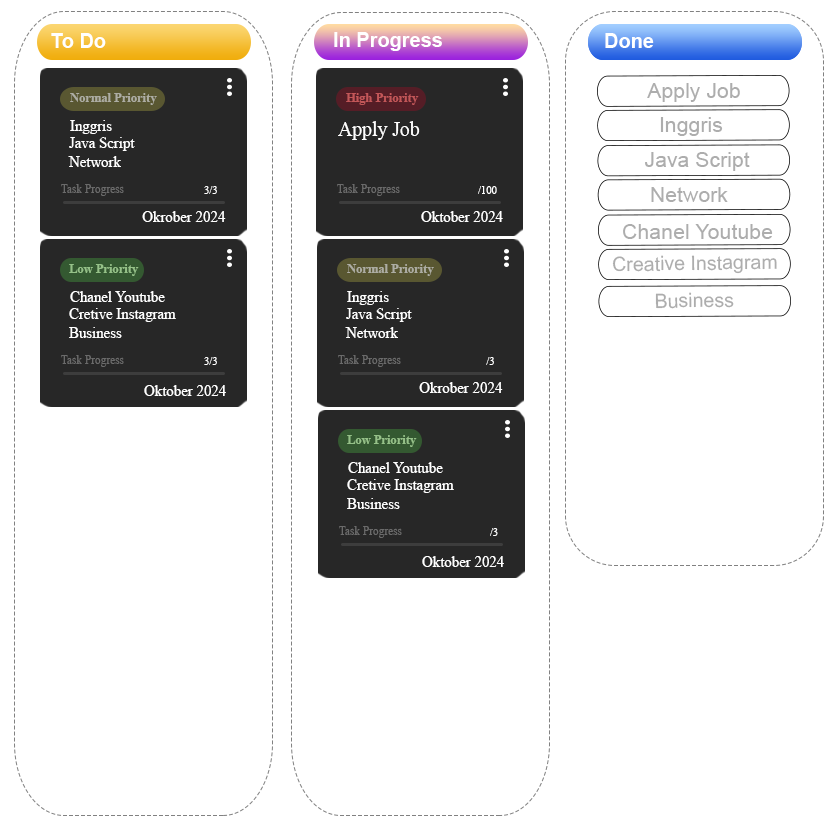 To Do
Normal Priority
Inggris
Java Script
Network
Task Progress 3/3
Okrober 2024
Low Priority
Chanel Youtube
Cretive Instagram
Business
Task Progress 3/3
Oktober 2024
In Progress
High Priority
Apply Job
Task Progress /100
Oktober 2024
Normal Priority
Inggris
Java Script
Network
Task Progress /3
Okrober 2024
Low Priority
Chanel Youtube
Cretive Instagram
Business
Task Progress /3
Oktober 2024
Done
Apply Job
Inggris
Java Script
Network
Chanel Youtube
Creative Instagram
Business